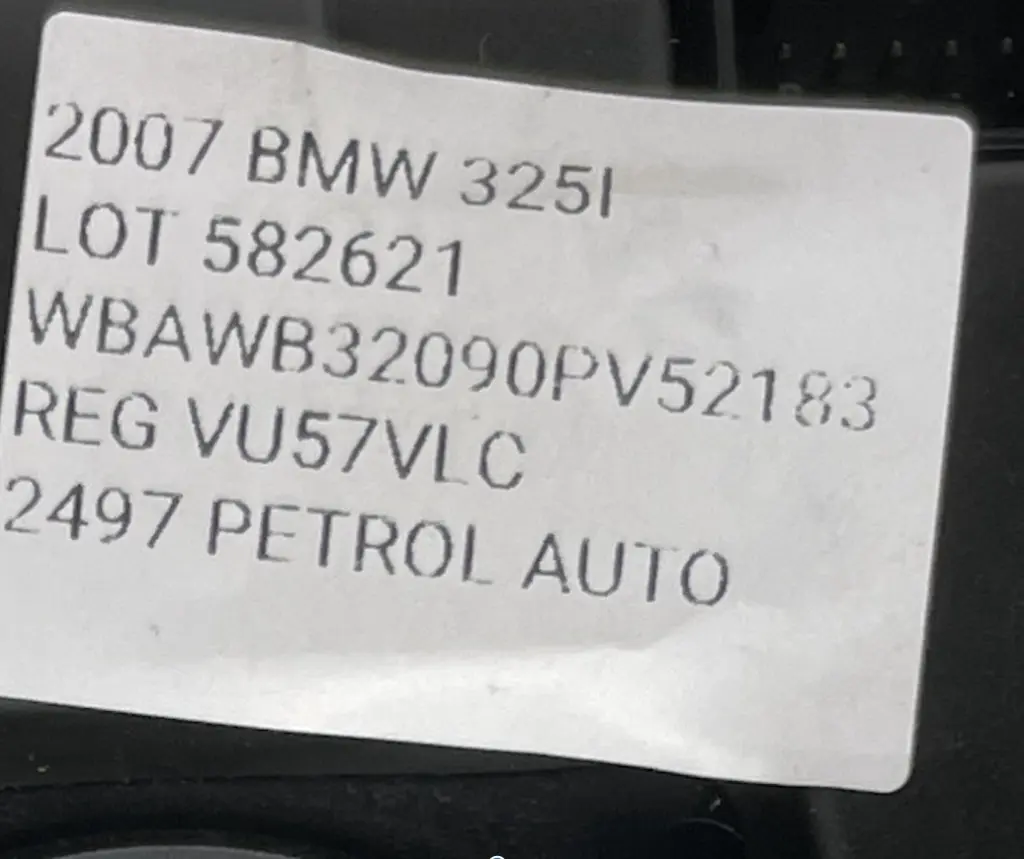 2007 BMW 325I
LOT 582621
WBAWB32090PV52183
REG VU57VLC
2497 PETROL AUTO